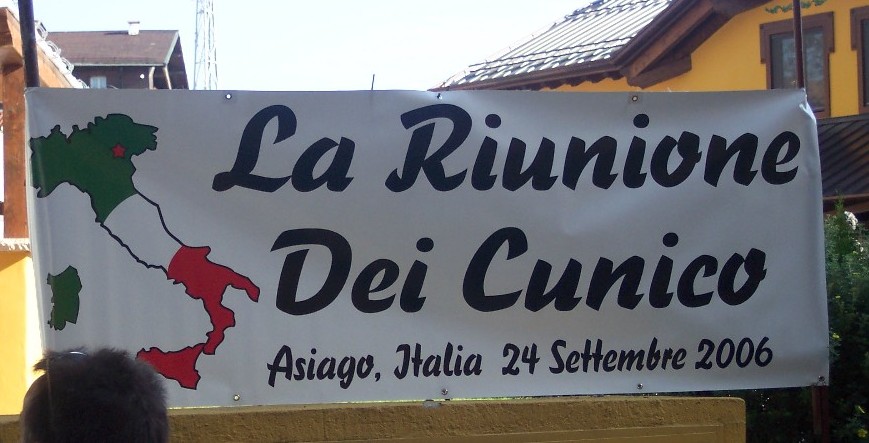 La Riunione
Dei Cunico
Asiago, Italia 24 Settembre 2006